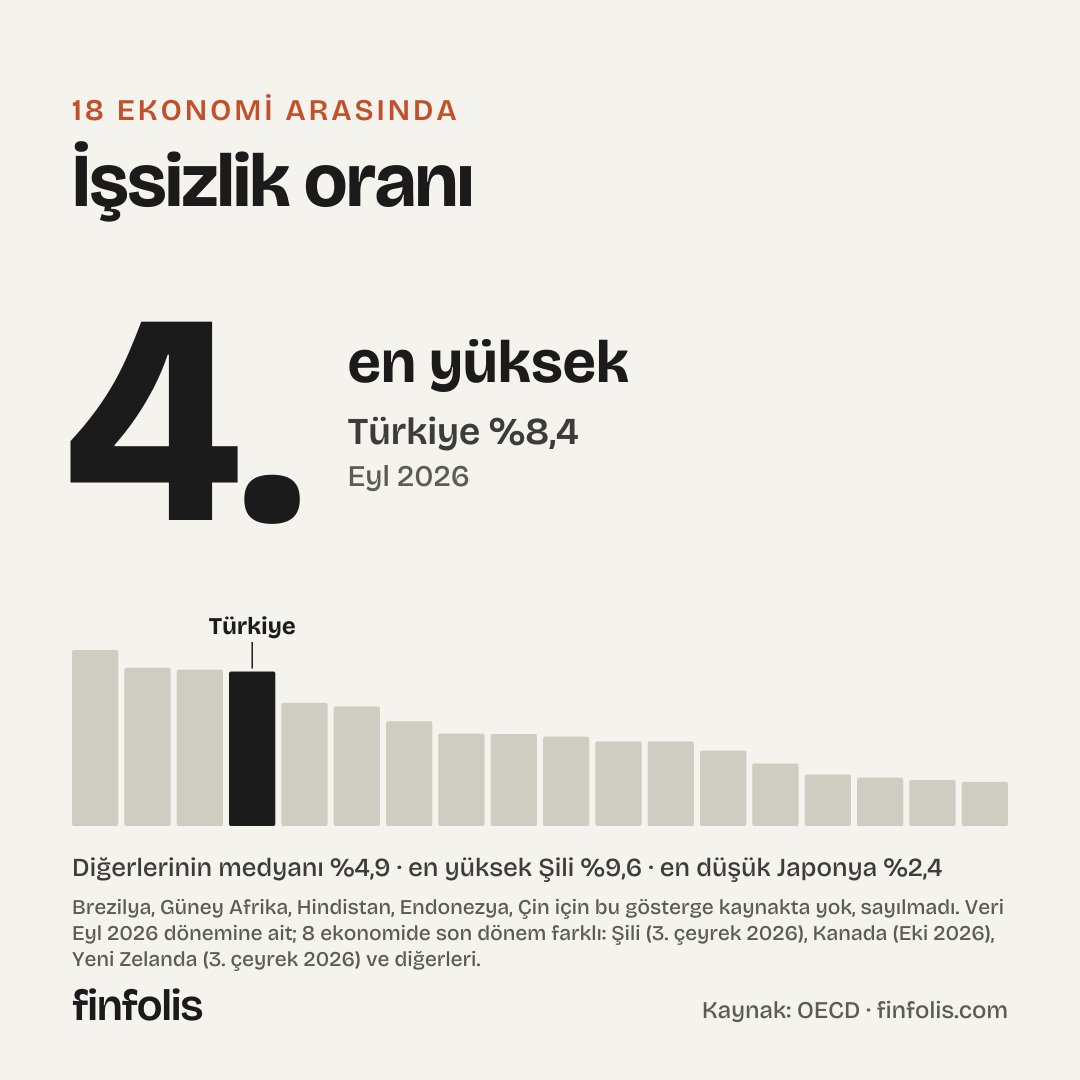 18 EKONOMİ ARASINDA
İşsizlik oranı
4.
en yüksek
Türkiye %8,4
Eyl 2026
Türkiye
Diğerlerinin medyanı %4,9 · en yüksek Şili %9,6 · en düşük Japonya %2,4
Brezilya, Güney Afrika, Hindistan, Endonezya, Çin için bu gösterge kaynakta yok, sayılmadı. Veri
Eyl 2026 dönemine ait; 8 ekonomide son dönem farklı: Şili (3. çeyrek 2026), Kanada (Eki 2026),
Yeni Zelanda (3. çeyrek 2026) ve diğerleri.
finfolis
Kaynak: OECD · finfolis.com